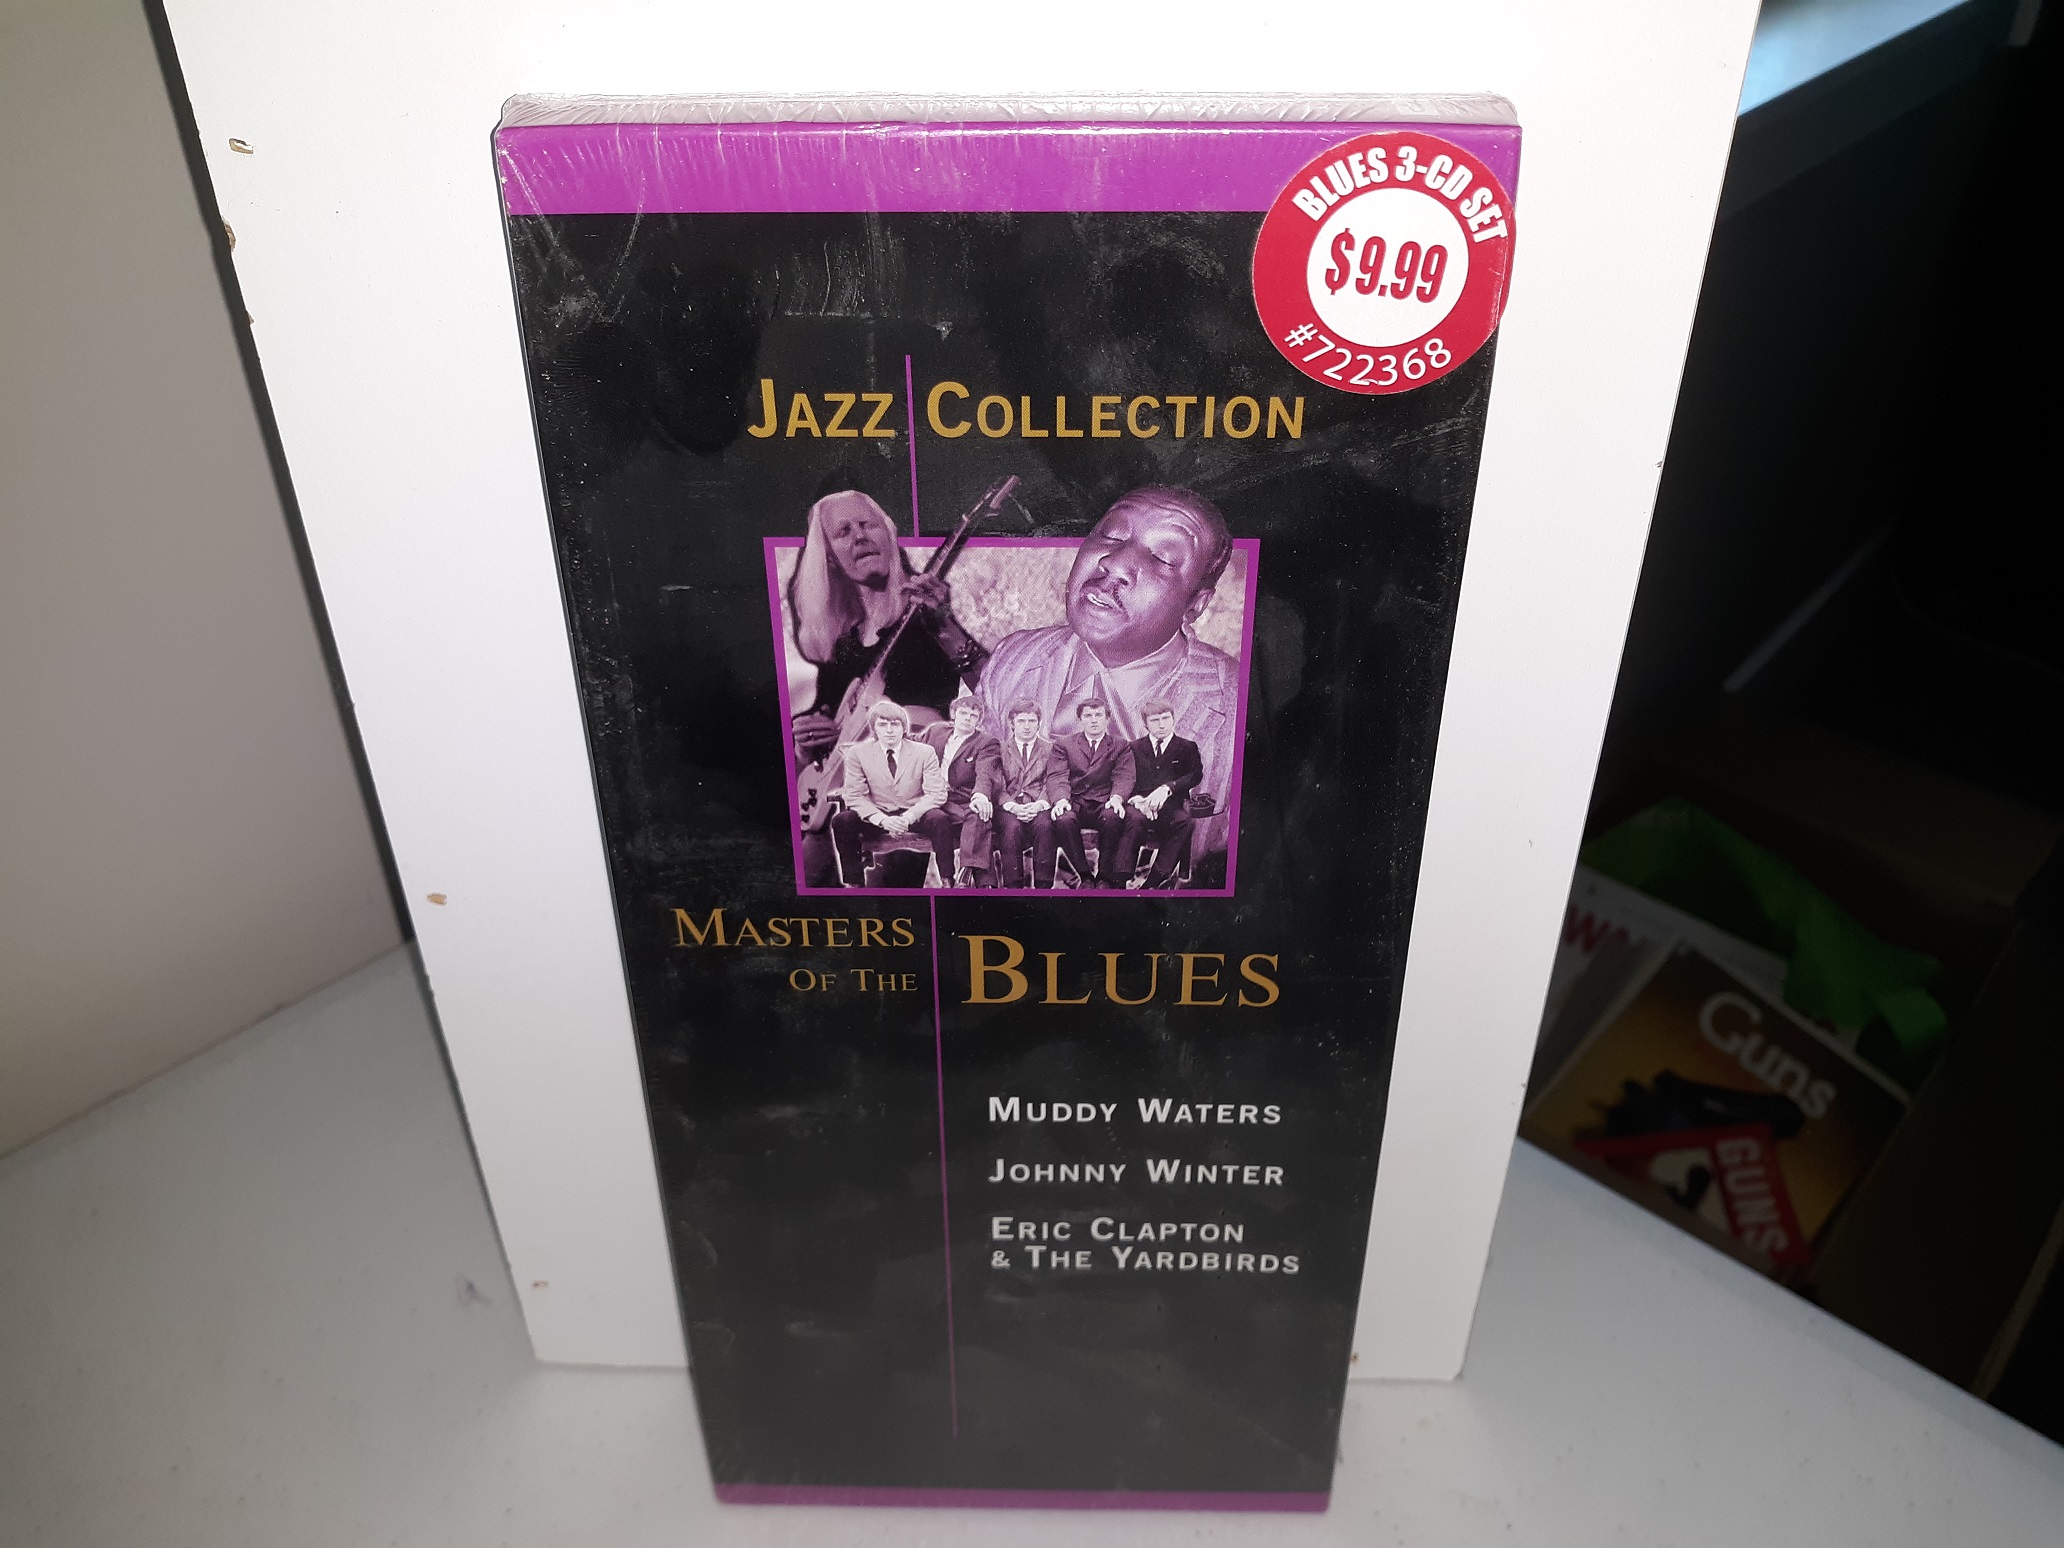 BLUES 3-CD SET
$9.99
#722368
JAZZ COLLECTION
MASTERS
OF THE
BLUES
MUDDY WATERS
JOHNNY WINTER
ERIC CLAPTON
& THE YARDBIRDS
Guns
GUNS